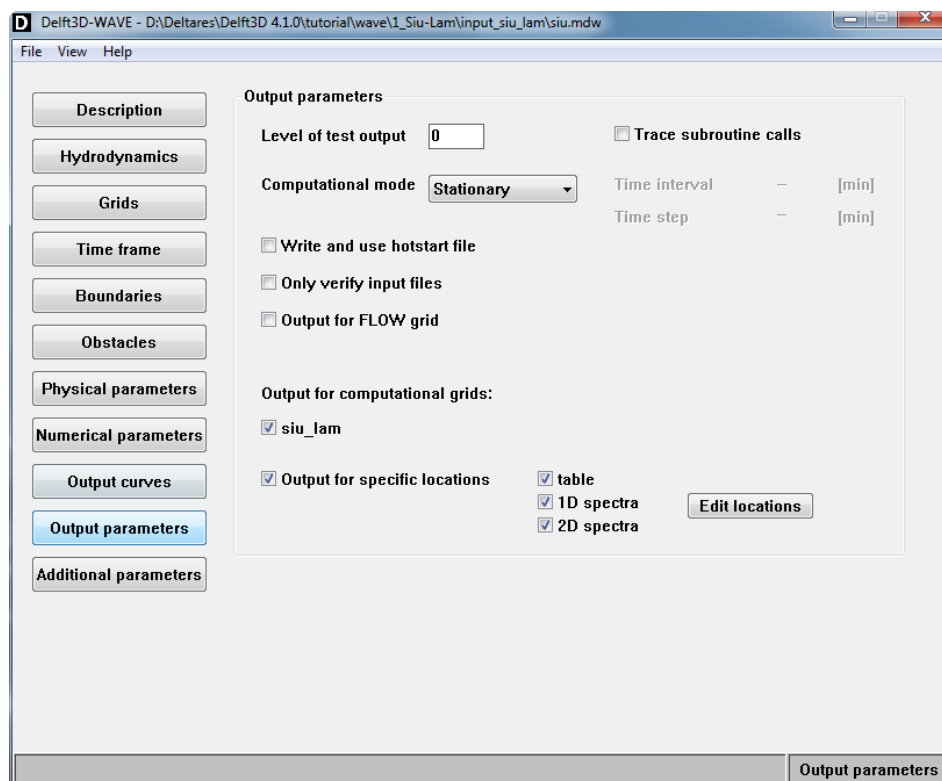 D Delft3D-WAVE - D:\Deltares\Delft3D 4.1.0\tutorial\wave\1_Siu-Lam\input_siu_lam\siu.mdw
File View Help
Description
Hydrodynamics
Grids
Time frame
Boundaries
Obstacles
Physical parameters
Numerical parameters
Output curves
Output parameters
Additional parameters
Output parameters
Level of test output 0 Trace subroutine calls
Computational mode Stationary Time interval - [min]
Time step - [min]
Write and use hotstart file
Only verify input files
Output for FLOW grid
Output for computational grids:
siu_lam
Output for specific locations table
1D spectra Edit locations
2D spectra
Output parameters